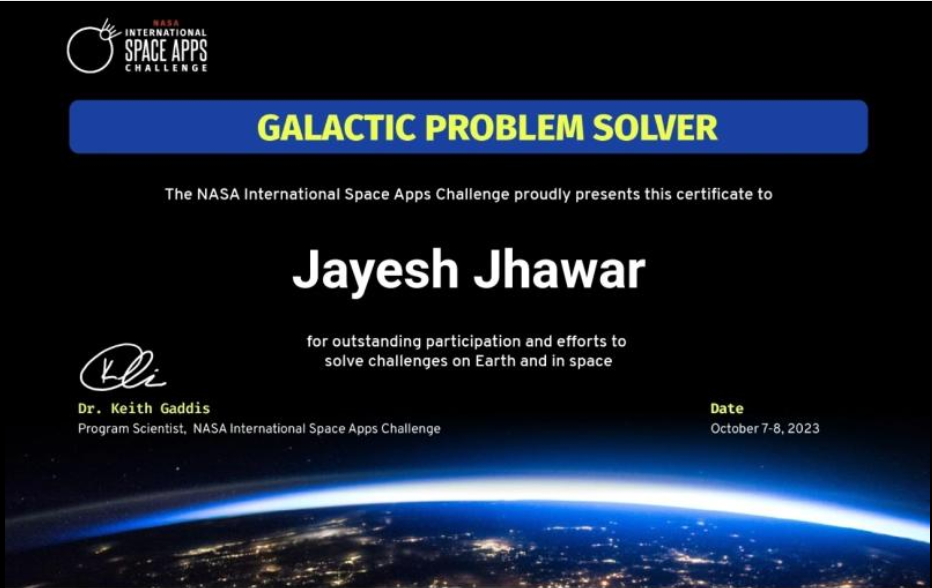 NASA
INTERNATIONAL
SPACE APPS
CHALLENGE
GALACTIC PROBLEM SOLVER
The NASA International Space Apps Challenge proudly presents this certificate to
Jayesh Jhawar
for outstanding participation and efforts to
solve challenges on Earth and in space
Dr. Keith Gaddis
Program Scientist, NASA International Space Apps Challenge
Date
October 7-8, 2023